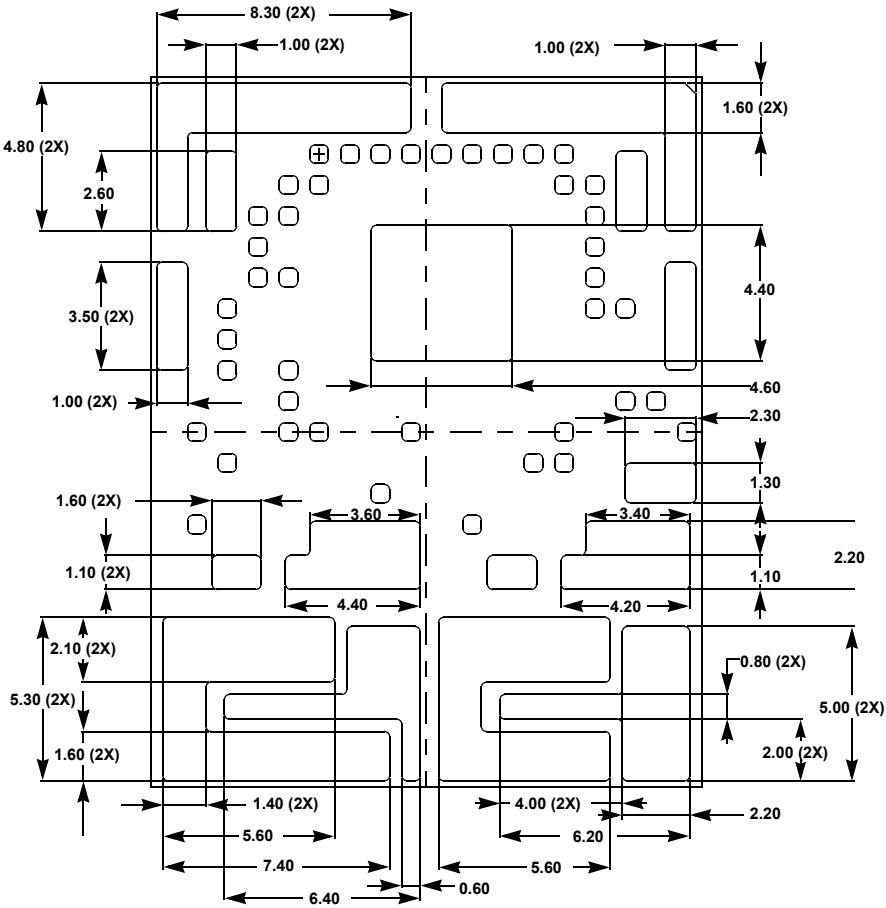 8.30 (2X)
1.00 (2X)
1.00 (2X)
1.60 (2X)
4.80 (2X)
2.60
4.40
3.50 (2X)
4.60
1.00 (2X)
2.30
1.30
1.60 (2X)
3.60
3.40
2.20
1.10 (2X)
1.10
4.40
4.20
2.10 (2X)
0.80 (2X)
5.30 (2X)
5.00 (2X)
1.60 (2X)
2.00 (2X)
1.40 (2X)
4.00 (2X)
2.20
5.60
6.20
7.40
5.60
0.60
6.40